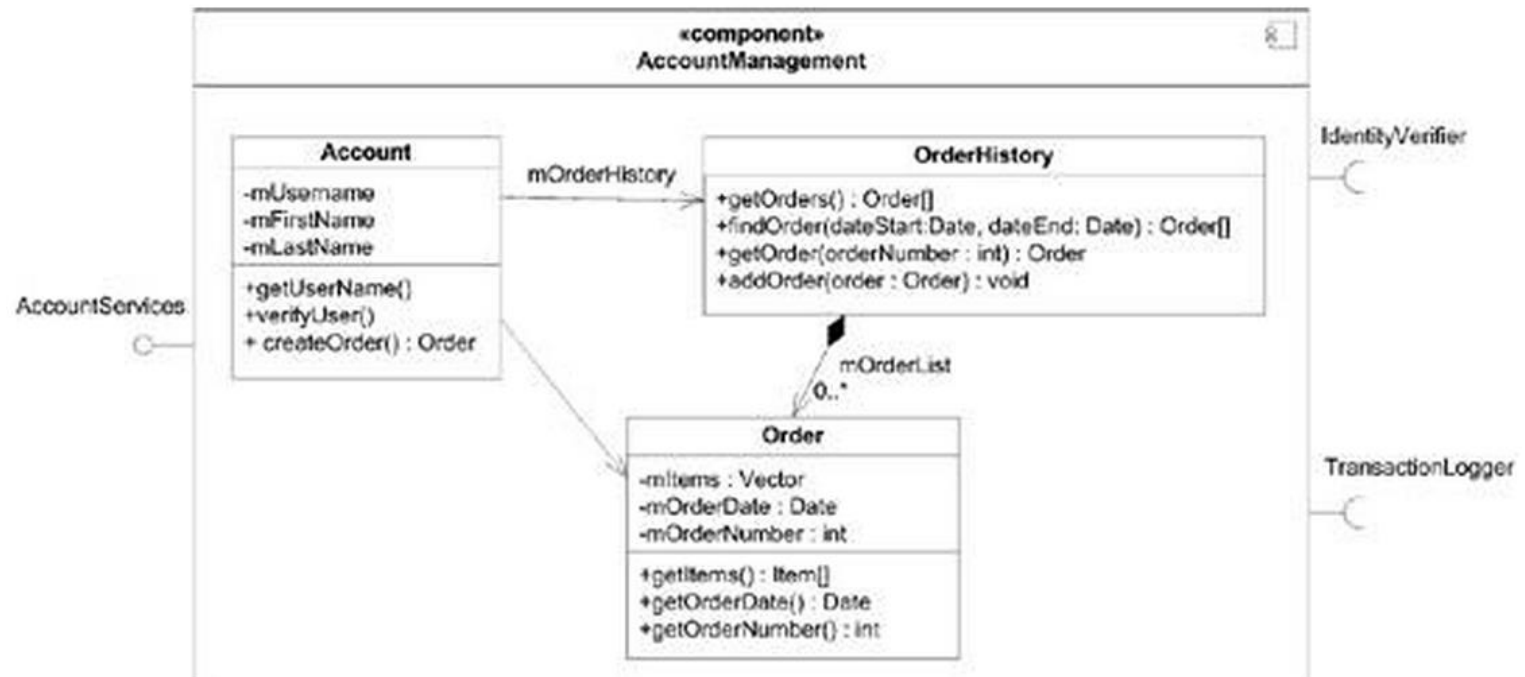 «component»
AccountManagement
Account
-mUsername
-mFirstName
-mLastName
+getUserName()
+verifyUser()
+ createOrder() : Order
mOrderHistory
OrderHistory
+getOrders() : Order[]
+findOrder(dateStart:Date, dateEnd: Date) : Order[]
+getOrder(orderNumber : int) : Order
+addOrder(order : Order) : void
IdentityVerifier
AccountServices
mOrderList
0..*
Order
-mItems : Vector
-mOrderDate : Date
-mOrderNumber : int
+getItems() : Item[]
+getOrderDate() : Date
+getOrderNumber() : int
TransactionLogger